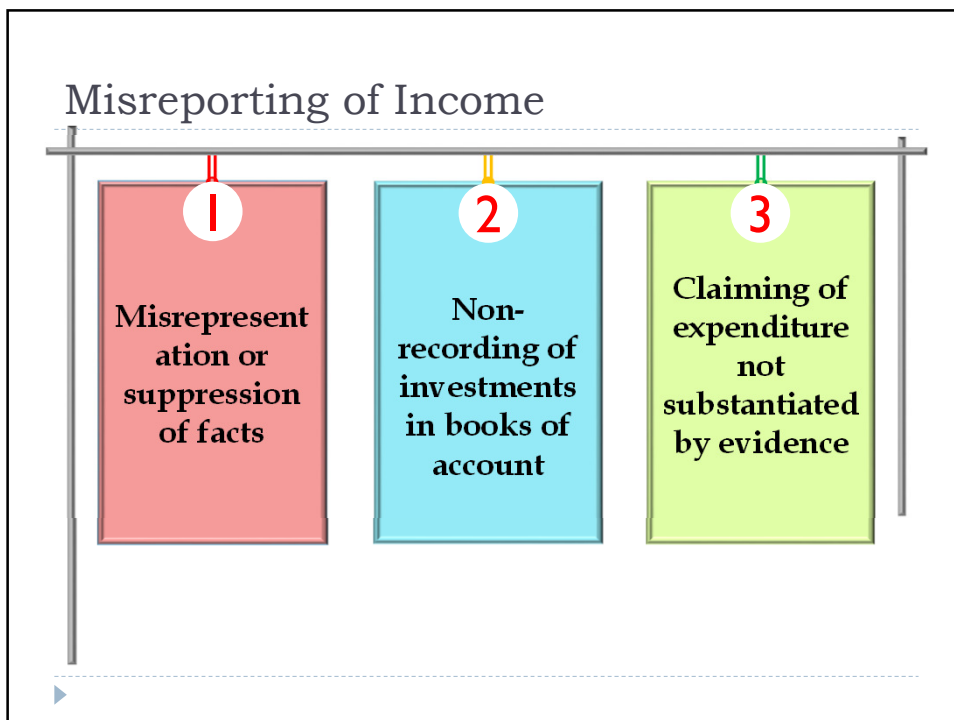 Misreporting of Income
1
Misrepresent
ation or
suppression
of facts
2
Non-
recording of
investments
in books of
account
3
Claiming of
expenditure
not
substantiated
by evidence